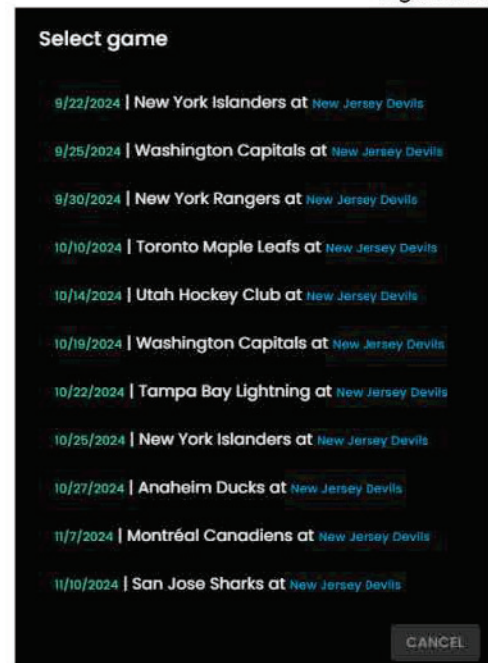 Select game
9/22/2024 | New York Islanders at New Jersey Devils
9/25/2024 | Washington Capitals at New Jersey Devils
9/30/2024 | New York Rangers at New Jersey Devils
10/10/2024 | Toronto Maple Leafs at New Jersey Devils
10/14/2024 | Utah Hockey Club at New Jersey Devils
10/19/2024 | Washington Capitals at New Jersey Devils
10/22/2024 | Tampa Bay Lightning at New Jersey Devils
10/25/2024 | New York Islanders at New Jersey Devils
10/27/2024 | Anaheim Ducks at New Jersey Devils
11/7/2024 | Montréal Canadiens at New Jersey Devils
11/10/2024 | San Jose Sharks at New Jersey Devils
CANCEL